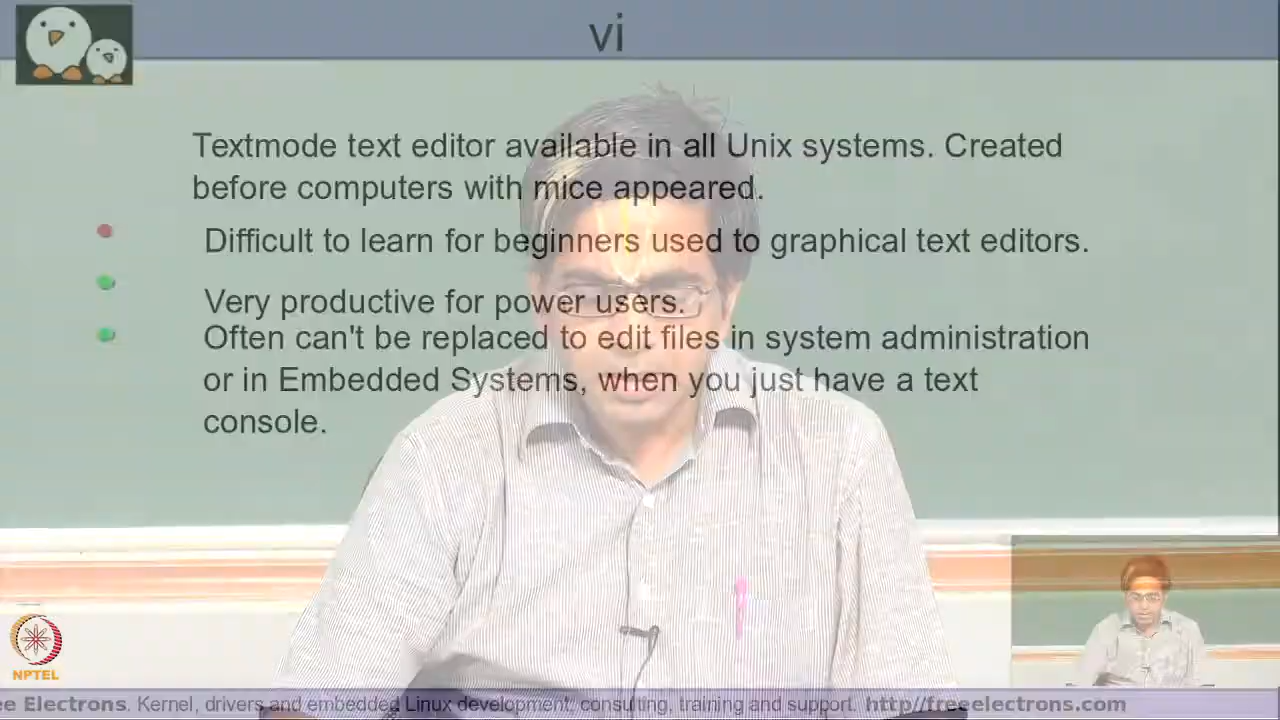 vi
Textmode text editor available in all Unix systems. Created
before computers with mice appeared.
Difficult to learn for beginners used to graphical text editors.
Very productive for power users.
Often can't be replaced to edit files in system administration
or in Embedded Systems, when you just have a text
console.
NPTEL
ee Electrons. Kernel, drivers and embedded Linux development, consulting, training and support. http//freeelectrons.com